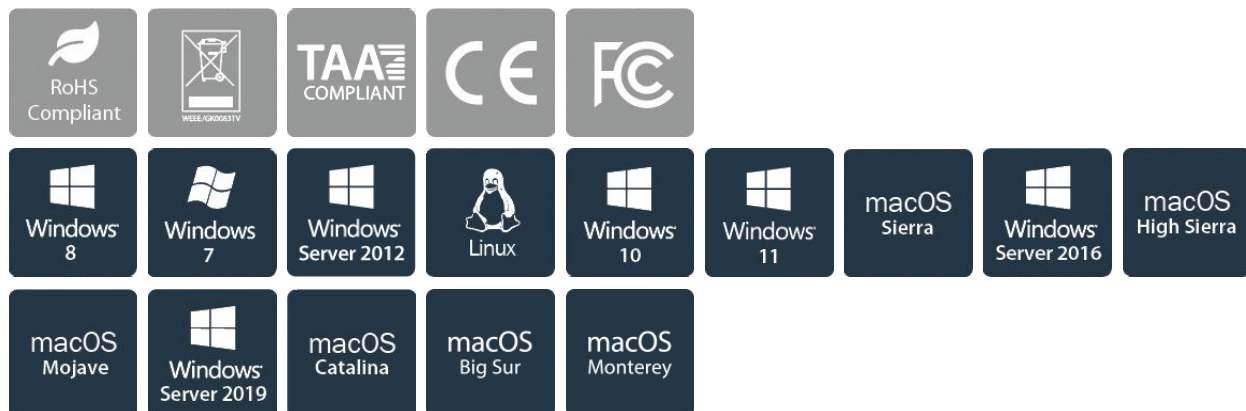 RoHS
Compliant
WEEE/GK0063TV
TAA
COMPLIANT
CE
FC
Windows
8
Windows
7
Windows
Server 2012
Linux
Windows
10
Windows
11
macOS
Sierra
Windows
Server 2016
macOS
High Sierra
macOS
Mojave
Windows
Server 2019
macOS
Catalina
macOS
Big Sur
macOS
Monterey